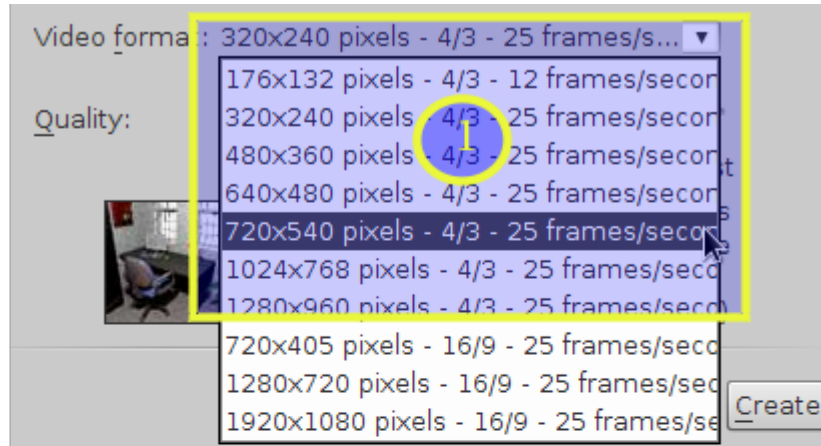 Video format: 320x240 pixels - 4/3 - 25 frames/s...
176x132 pixels - 4/3 - 12 frames/secon
Quality:
320x240 pixels - 4/3 - 25 frames/secon
1
480x360 pixels - 4/3 - 25 frames/secon
st
640x480 pixels - 4/3 - 25 frames/secon
s
720x540 pixels - 4/3 - 25 frames/secon
e
1024x768 pixels - 4/3 - 25 frames/seco
1280x960 pixels - 4/3 - 25 frames/seco
)
720x405 pixels - 16/9 - 25 frames/seco
1280x720 pixels - 16/9 - 25 frames/sec
1920x1080 pixels - 16/9 - 25 frames/se
Create